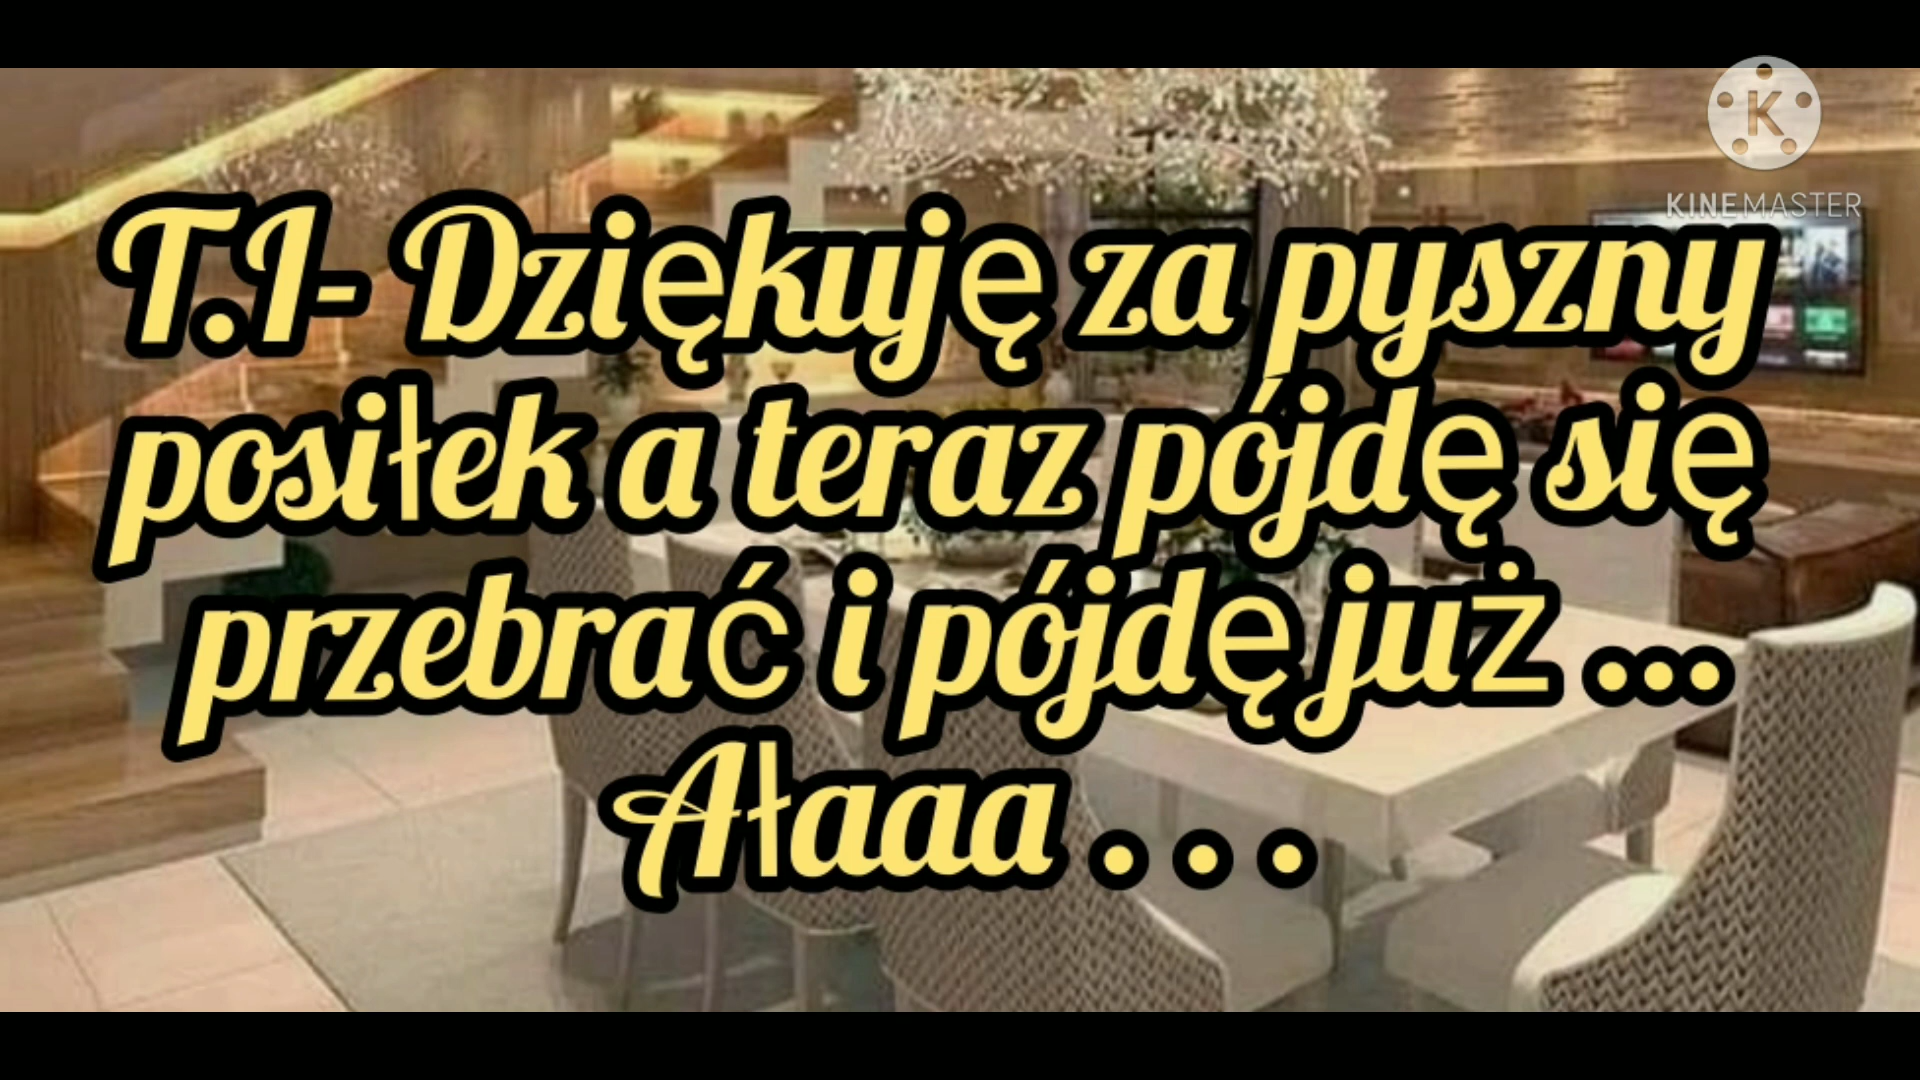 K
KINEMASTER
T.I- Dziękuję za pyszny
posiłek a teraz pójdę się
przebrać i pójdę już ...
Ałaaa . . .